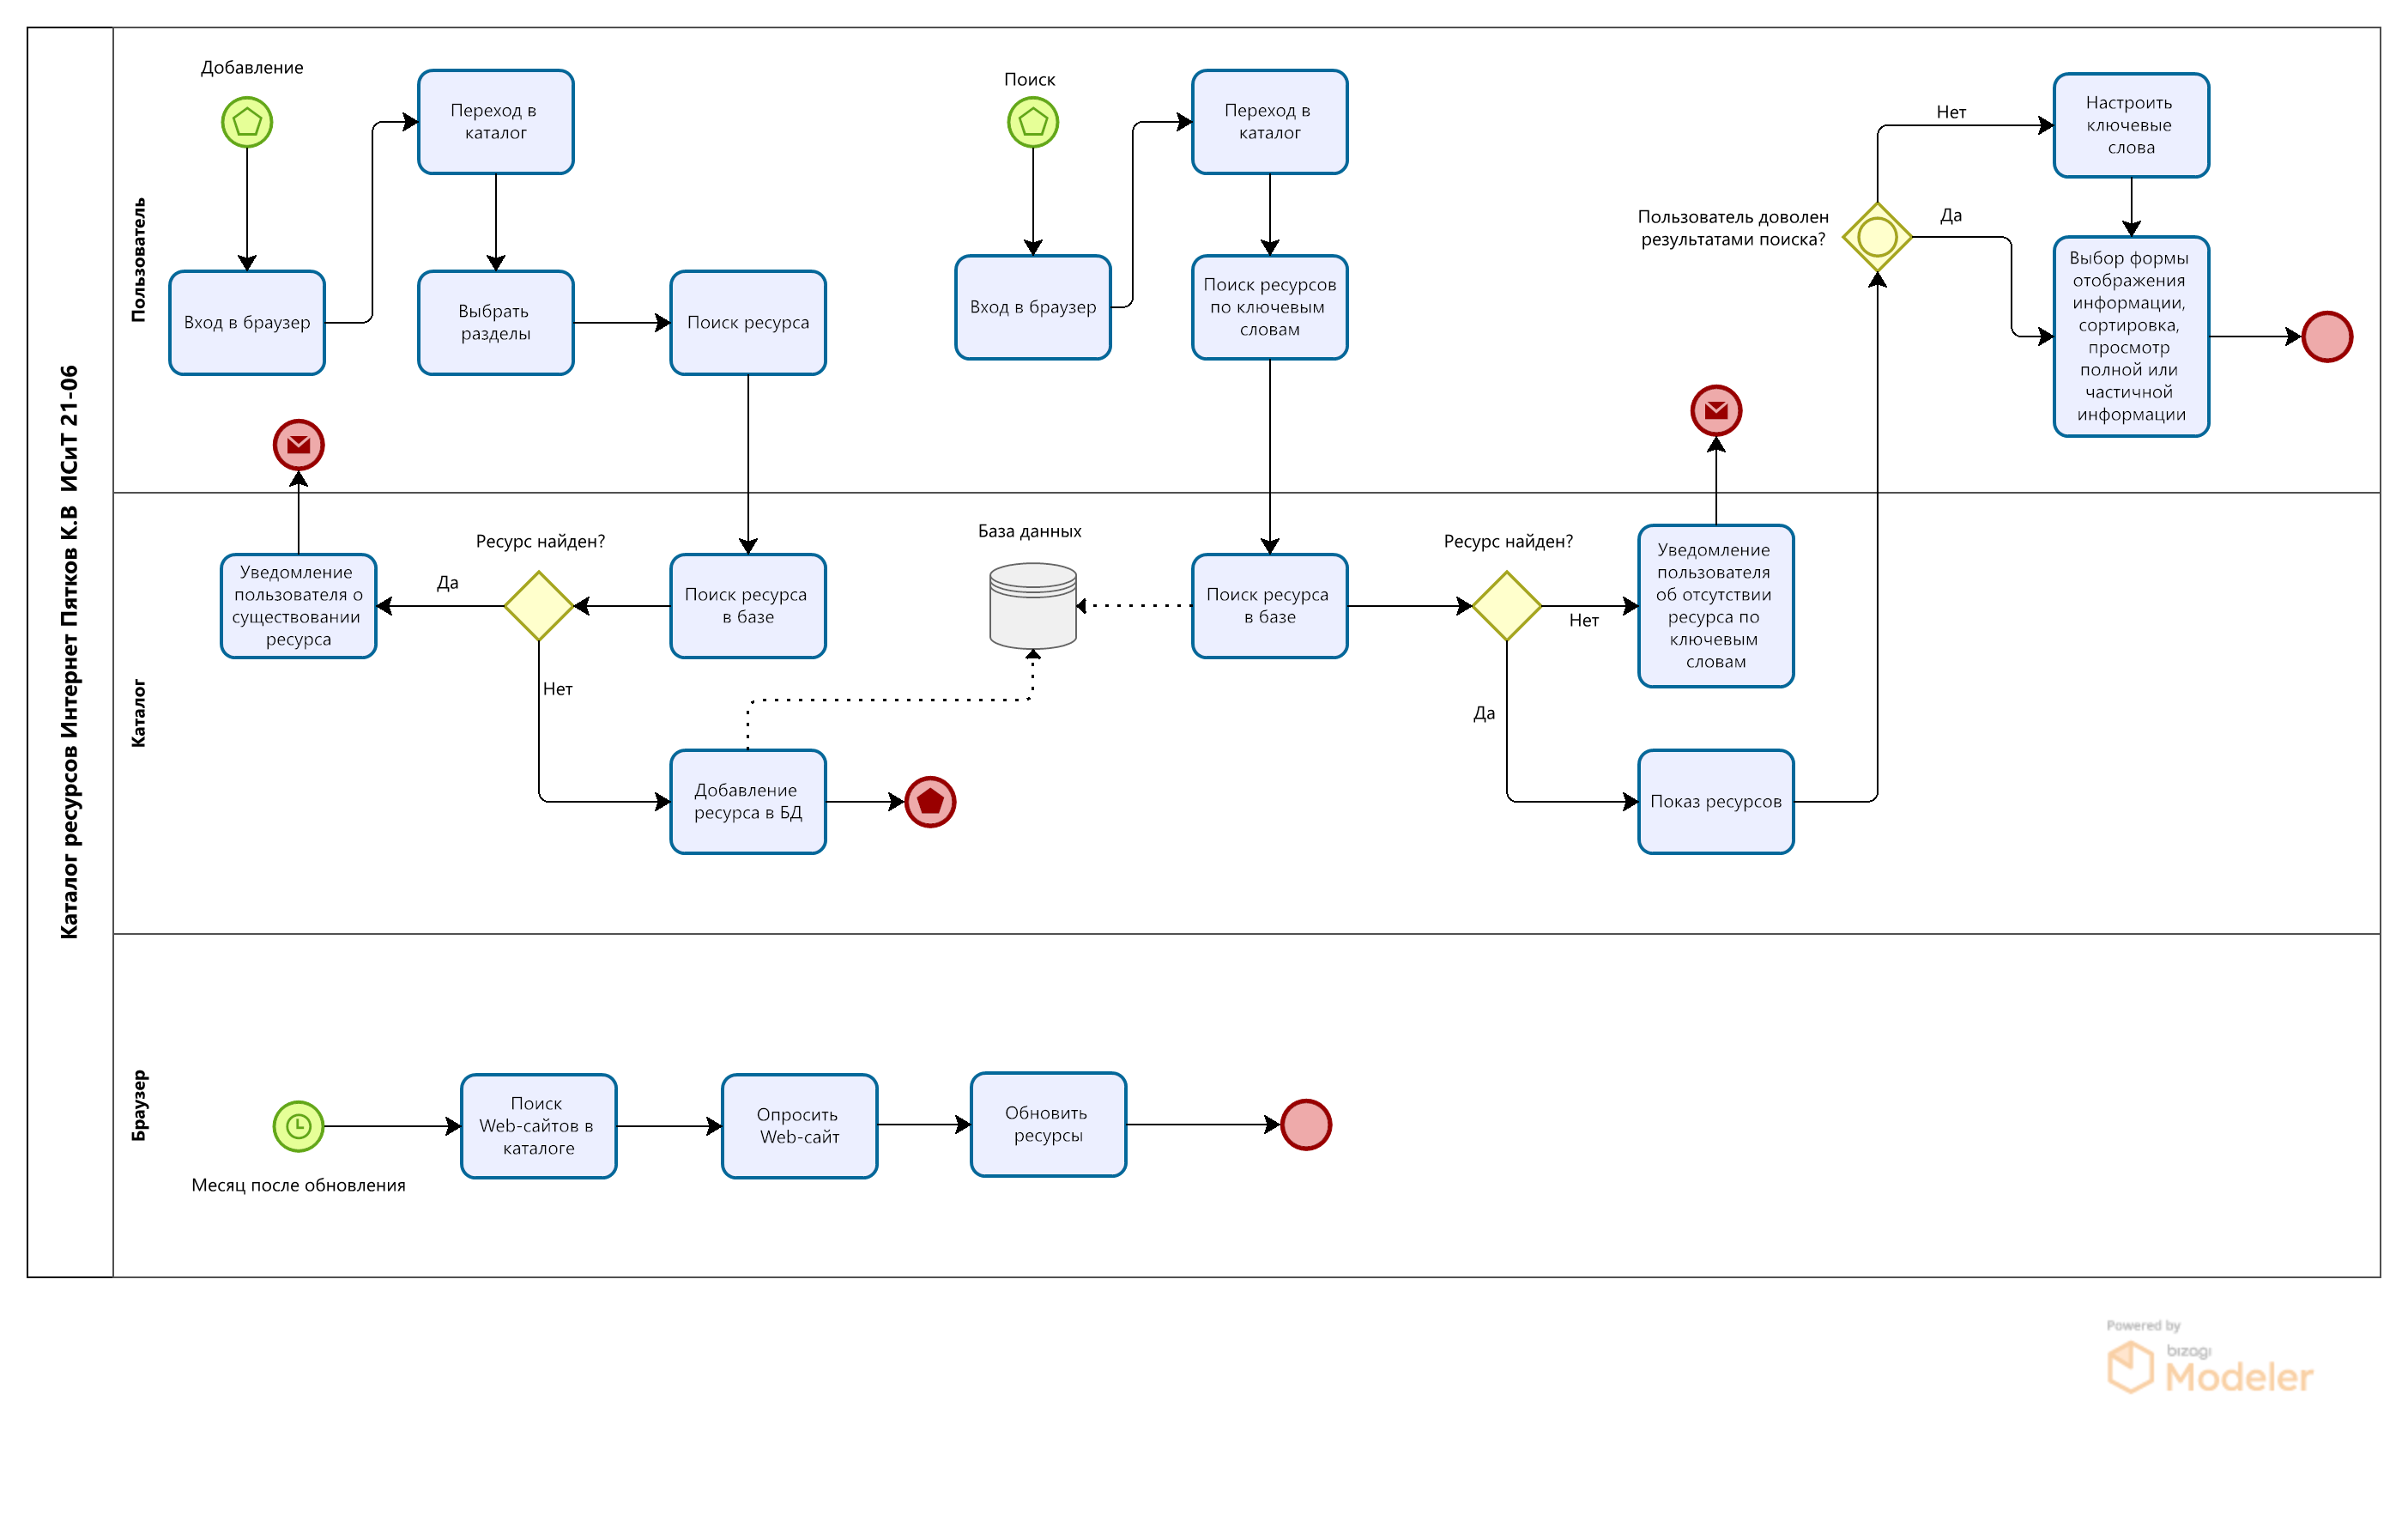 Каталог ресурсов Интернет Пятков К.В  ИСиТ 21-06
Пользователь
Добавление
Переход в
каталог
Вход в браузер
Выбрать
разделы
Поиск ресурса
Поиск
Переход в
каталог
Вход в браузер
Поиск ресурсов
по ключевым
словам
Пользователь доволен
результатами поиска?
Нет
Да
Настроить
ключевые
слова
Выбор формы
отображения
информации,
сортировка,
просмотр
полной или
частичной
информации
Каталог
Уведомление
пользователя о
существовании
ресурса
Да
Ресурс найден?
Нет
Поиск ресурса
в базе
Добавление
ресурса в БД
База данных
Поиск ресурса
в базе
Ресурс найден?
Нет
Да
Уведомление
пользователя
об отсутствии
ресурса по
ключевым
словам
Показ ресурсов
Браузер
Месяц после обновления
Поиск
Web-сайтов в
каталоге
Опросить
Web-сайт
Обновить
ресурсы
Powered by
bizagi
Modeler